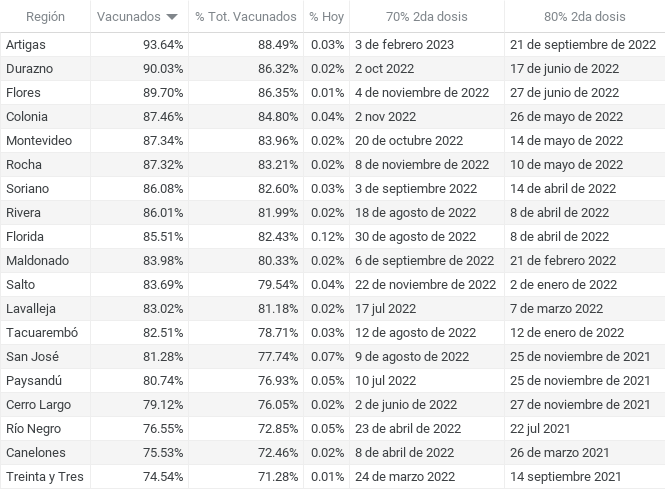 Región Vacunados % Tot. Vacunados % Hoy 70% 2da dosis 80% 2da dosis
Artigas 93.64% 88.49% 0.03% 3 de febrero 2023 21 de septiembre de 2022
Durazno 90.03% 86.32% 0.02% 2 oct 2022 17 de junio de 2022
Flores 89.70% 86.35% 0.01% 4 de noviembre de 2022 27 de junio de 2022
Colonia 87.46% 84.80% 0.04% 2 nov 2022 26 de mayo de 2022
Montevideo 87.34% 83.96% 0.02% 20 de octubre 2022 14 de mayo de 2022
Rocha 87.32% 83.21% 0.02% 8 de noviembre de 2022 10 de mayo de 2022
Soriano 86.08% 82.60% 0.03% 3 de septiembre 2022 14 de abril de 2022
Rivera 86.01% 81.99% 0.02% 18 de agosto de 2022 8 de abril de 2022
Florida 85.51% 82.43% 0.12% 30 de agosto de 2022 8 de abril de 2022
Maldonado 83.98% 80.33% 0.02% 6 de septiembre de 2022 21 de febrero 2022
Salto 83.69% 79.54% 0.04% 22 de noviembre de 2022 2 de enero de 2022
Lavalleja 83.02% 81.18% 0.02% 17 jul 2022 7 de marzo de 2022
Tacuarembó 82.51% 78.71% 0.03% 12 de agosto de 2022 12 de enero de 2022
San José 81.28% 77.74% 0.07% 9 de agosto de 2022 25 de noviembre de 2021
Paysandú 80.74% 76.93% 0.05% 10 jul 2022 25 de noviembre de 2021
Cerro Largo 79.12% 76.05% 0.02% 2 de junio de 2022 27 de noviembre de 2021
Río Negro 76.55% 72.85% 0.05% 23 de abril de 2022 22 jul 2021
Canelones 75.53% 72.46% 0.02% 8 de abril de 2022 26 de marzo 2021
Treinta y Tres 74.54% 71.28% 0.01% 24 de marzo de 2022 14 septiembre 2021